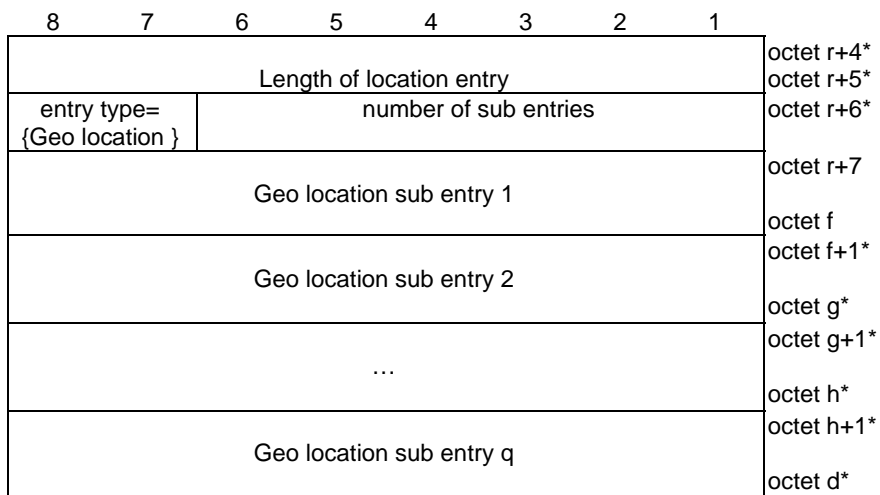 8 7 6 5 4 3 2 1
octet r+4*
Length of location entry octet r+5*
entry type= number of sub entries octet r+6*
{Geo location }
octet r+7
Geo location sub entry 1
octet f
octet f+1*
Geo location sub entry 2
octet g*
octet g+1*
…
octet h*
octet h+1*
Geo location sub entry q
octet d*